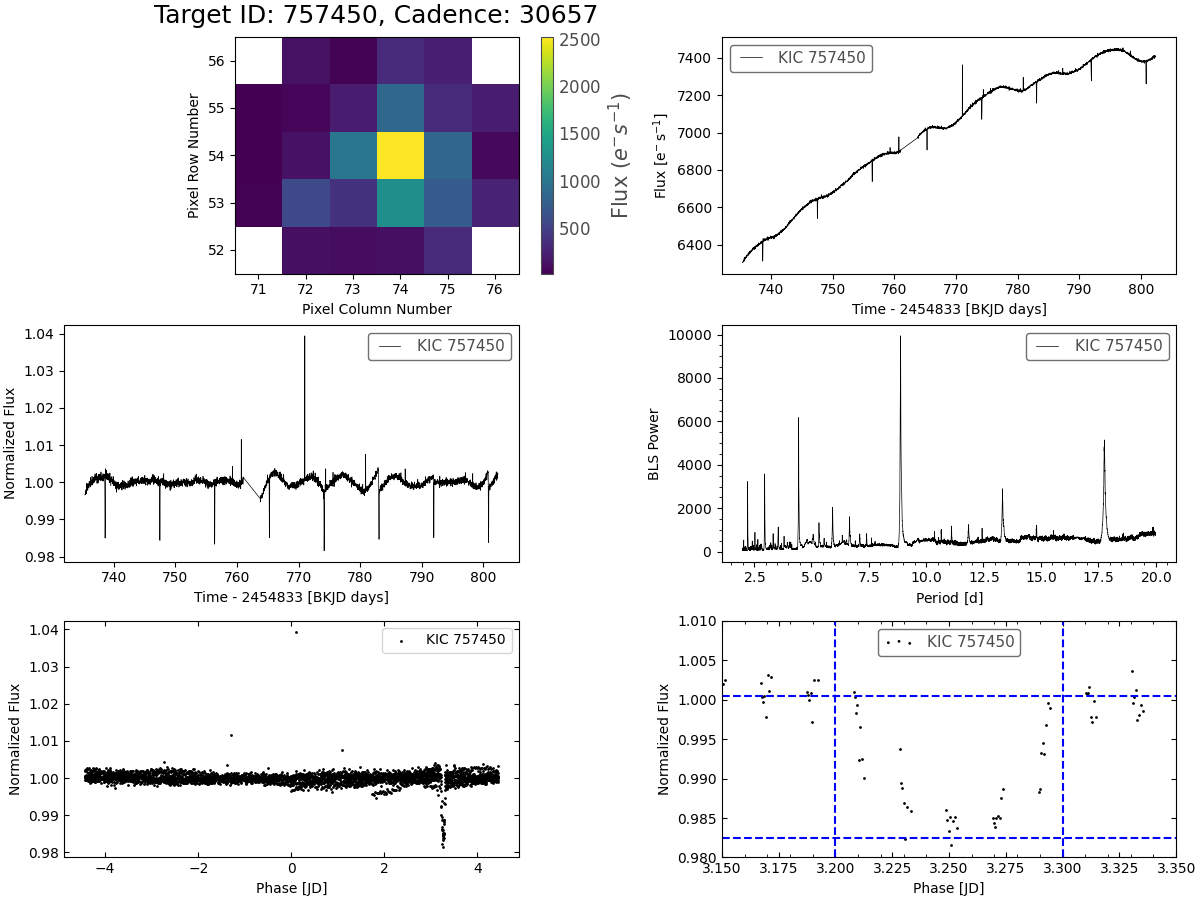 Target ID: 757450, Cadence: 30657
56
55
54
53
52
Pixel Row Number
71 72 73 74 75 76
Pixel Column Number
2500
2000
1500
1000
500
Flux (e⁻s⁻¹)
KIC 757450
7400
7200
7000
6800
6600
6400
Flux [e⁻ s⁻¹]
740 750 760 770 780 790 800
Time - 2454833 [BKJD days]
KIC 757450
1.04
1.03
1.02
1.01
1.00
0.99
0.98
Normalized Flux
740 750 760 770 780 790 800
Time - 2454833 [BKJD days]
KIC 757450
10000
8000
6000
4000
2000
0
BLS Power
2.5 5.0 7.5 10.0 12.5 15.0 17.5 20.0
Period [d]
KIC 757450
1.04
1.03
1.02
1.01
1.00
0.99
0.98
Normalized Flux
−4 −2 0 2 4
Phase [JD]
KIC 757450
1.010
1.005
1.000
0.995
0.990
0.985
0.980
Normalized Flux
3.150 3.175 3.200 3.225 3.250 3.275 3.300 3.325 3.350
Phase [JD]